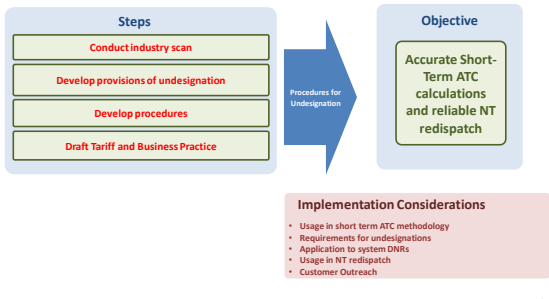 Steps
Conduct industry scan
Develop provisions of undesignation
Develop procedures
Draft Tariff and Business Practice
Procedures for
Undesignation
Objective
Accurate Short-
Term ATC
calculations
and reliable NT
redispatch
Implementation Considerations
• Usage in short term ATC methodology
• Requirements for undesignations
• Application to system DNRs
• Usage in NT redispatch
• Customer Outreach